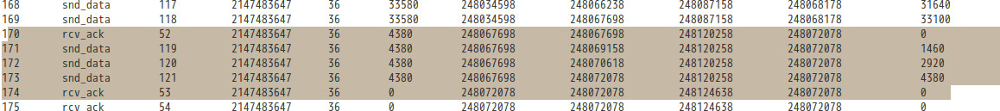 168 snd_data 117 2147483647 36 33580 248034598 248066238 248087158 248068178 31640
169 snd_data 118 2147483647 36 33580 248034598 248067698 248087158 248068178 33100
170 rcv_ack 52 2147483647 36 4380 248067698 248067698 248120258 248072078 0
171 snd_data 119 2147483647 36 4380 248067698 248069158 248120258 248072078 1460
172 snd_data 120 2147483647 36 4380 248067698 248070618 248120258 248072078 2920
173 snd_data 121 2147483647 36 4380 248067698 248072078 248120258 248072078 4380
174 rcv_ack 53 2147483647 36 0 248072078 248072078 248124638 248072078 0
175 rcv_ack 54 2147483647 36 0 248072078 248072078 248124638 248072078 0